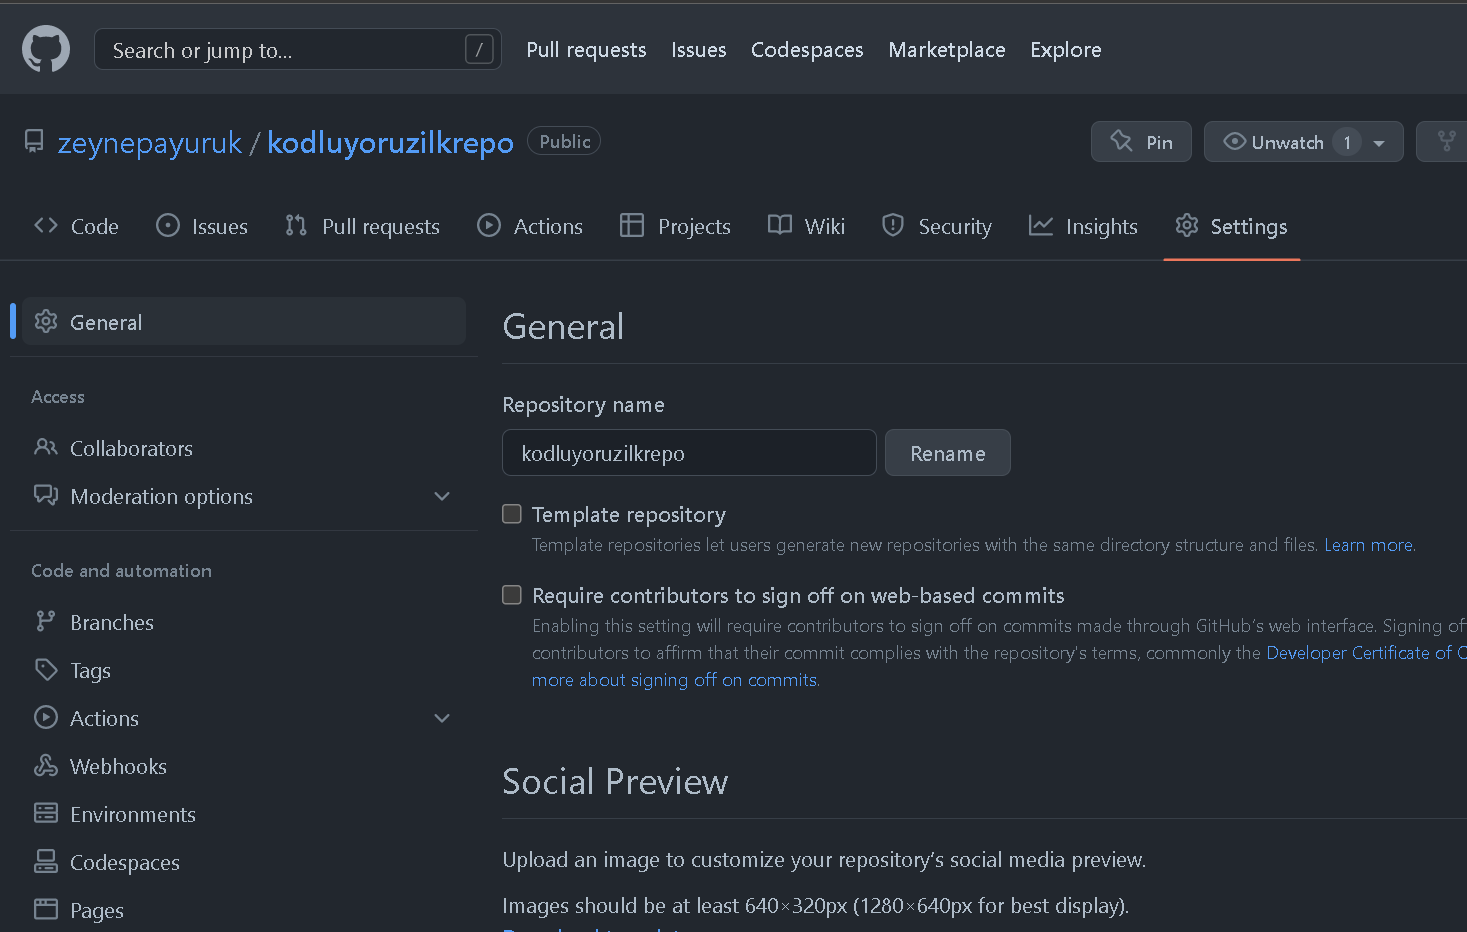 Search or jump to... /
Pull requests Issues Codespaces Marketplace Explore
zeynepayuruk / kodluyoruzilkrepo Public
Pin Unwatch 1
Code Issues Pull requests Actions Projects Wiki Security Insights Settings
General
Access
Collaborators
Moderation options
Code and automation
Branches
Tags
Actions
Webhooks
Environments
Codespaces
Pages
General
Repository name
kodluyoruzilkrepo Rename
Template repository
Template repositories let users generate new repositories with the same directory structure and files. Learn more.
Require contributors to sign off on web-based commits
Enabling this setting will require contributors to sign off on commits made through GitHub's web interface. Signing
contributors to affirm that their commit complies with the repository's terms, commonly the Developer Certificate of
more about signing off on commits.
Social Preview
Upload an image to customize your repository's social media preview.
Images should be at least 640×320px (1280×640px for best display).